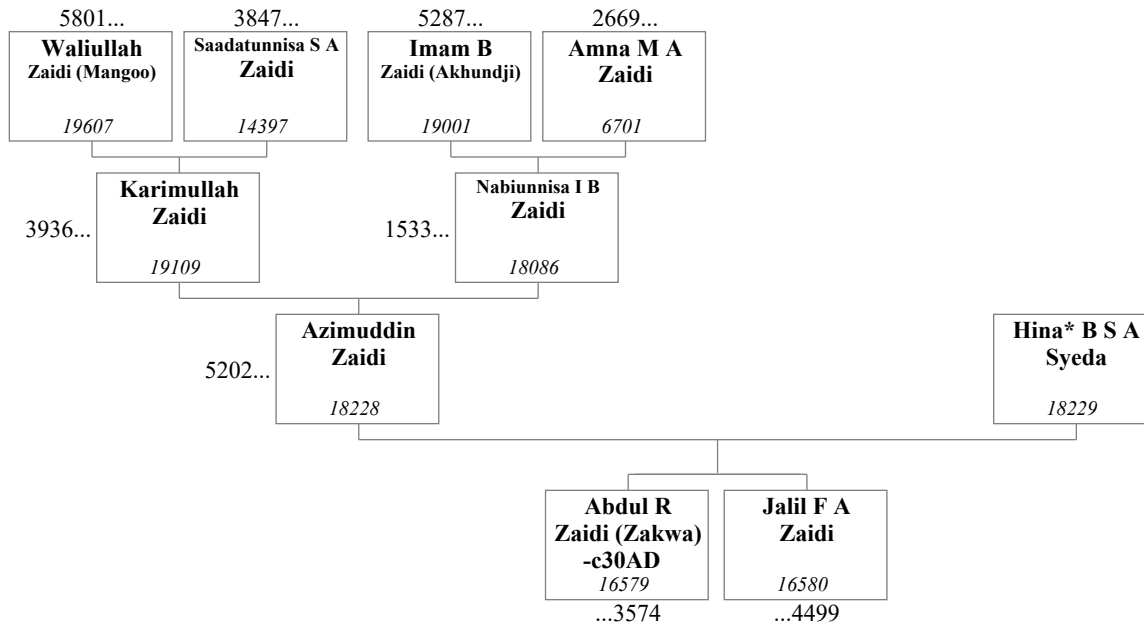 5801... 3847... 5287... 2669...
Waliullah
Zaidi (Mangoo)
19607
Saadatunnisa S A
Zaidi
14397
Imam B
Zaidi (Akhundji)
19001
Amna M A
Zaidi
6701
3936...
Karimullah
Zaidi
19109
1533...
Nabiunnisa I B
Zaidi
18086
5202...
Azimuddin
Zaidi
18228
Hina* B S A
Syeda
18229
Abdul R
Zaidi (Zakwa)
-c30AD
16579
...3574
Jalil F A
Zaidi
16580
...4499